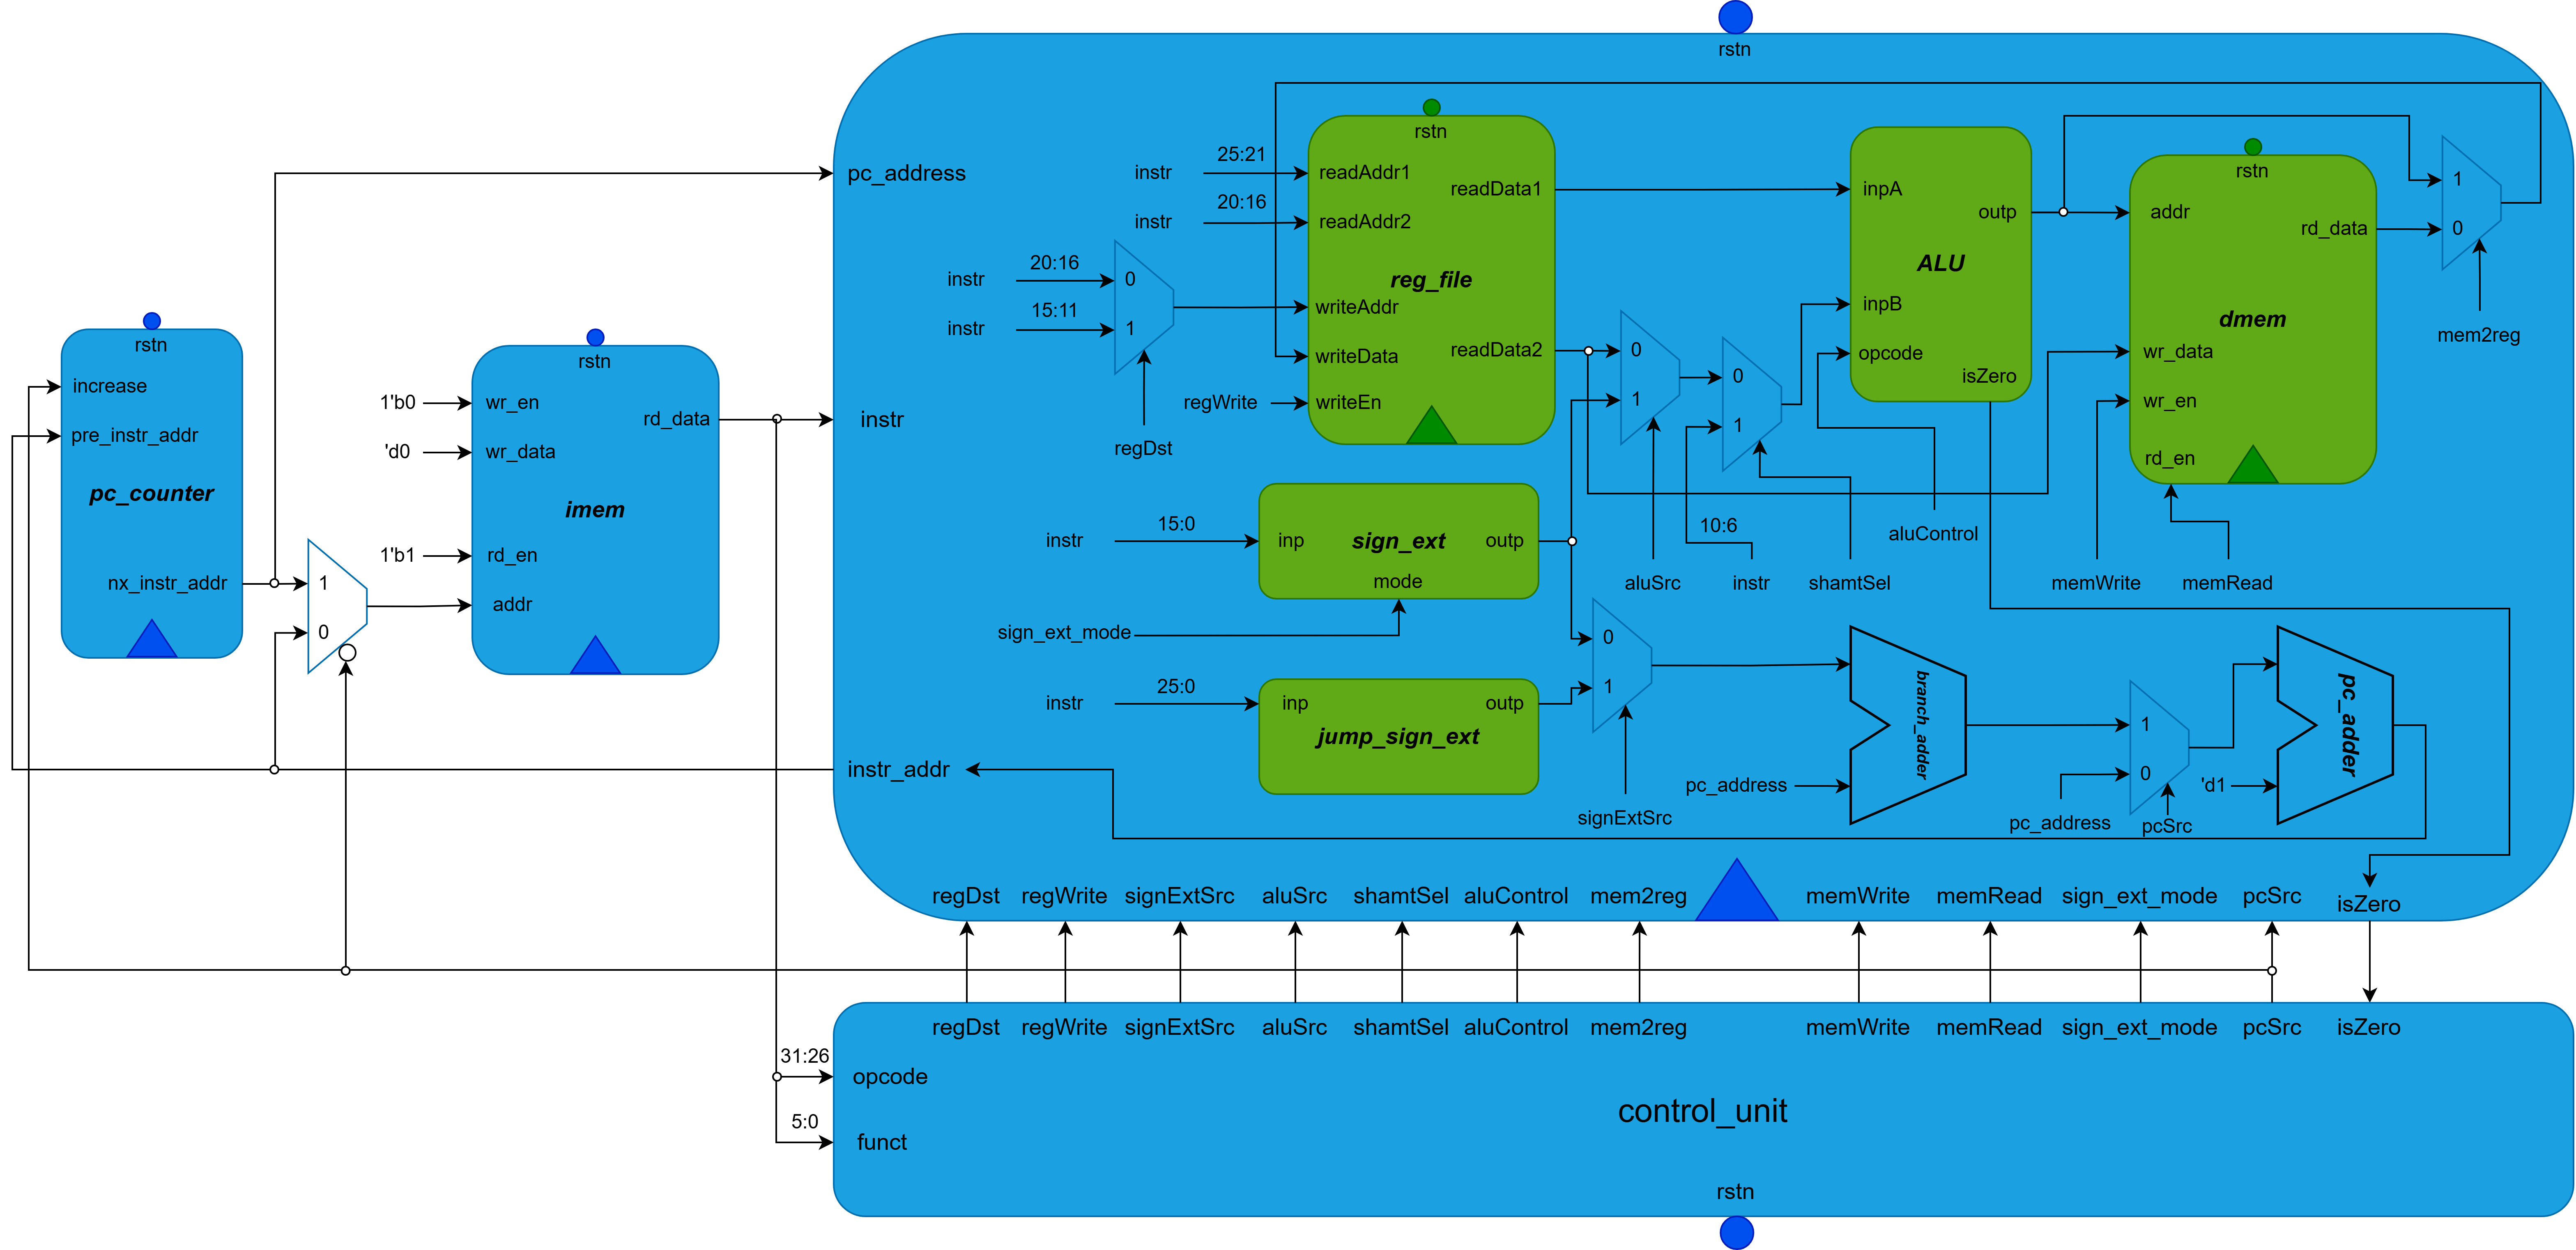 rstn
increase
pre_instr_addr
pc_counter
nx_instr_addr
1
0
rstn
1'b0
wr_en
'd0
wr_data
rd_data
imem
1'b1
rd_en
addr
rstn
pc_address
instr
instr_addr
instr
25:21
instr
20:16
instr
20:16
instr
15:11
0
1
regDst
regWrite
rstn
readAddr1
readData1
readAddr2
reg_file
writeAddr
writeData
readData2
writeEn
0
1
aluSrc
0
1
10:6
instr
shamtSel
inpA
outp
ALU
inpB
opcode
isZero
aluControl
rstn
addr
rd_data
dmem
wr_data
wr_en
rd_en
memWrite
memRead
1
0
mem2reg
instr
15:0
inp
sign_ext
outp
mode
sign_ext_mode
instr
25:0
inp
outp
jump_sign_ext
0
1
signExtSrc
branch_adder
pc_address
1
0
pc_address
pcSrc
'd1
pc_adder
regDst
regWrite
signExtSrc
aluSrc
shamtSel
aluControl
mem2reg
memWrite
memRead
sign_ext_mode
pcSrc
isZero
regDst
regWrite
signExtSrc
aluSrc
shamtSel
aluControl
mem2reg
memWrite
memRead
sign_ext_mode
pcSrc
isZero
31:26
opcode
5:0
funct
control_unit
rstn